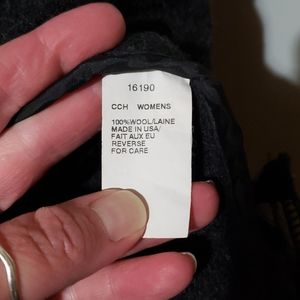 16190
CCH WOMENS
100%WOOL/LAINE
MADE IN USA/
FAIT AUX EU
REVERSE
FOR CARE